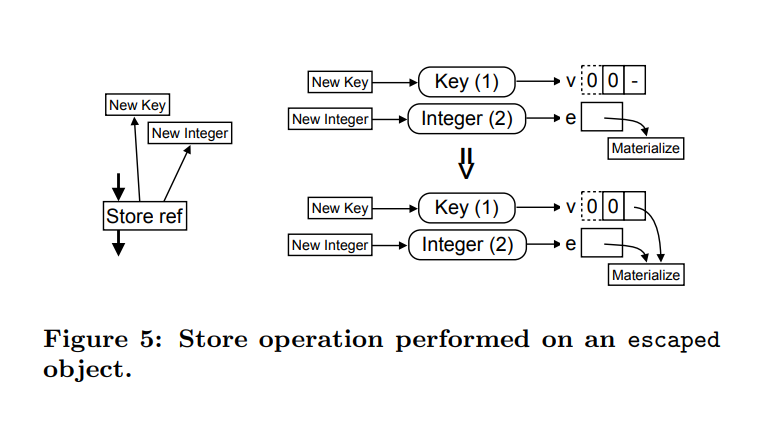 New Key
New Integer
Store ref
New Key Key (1) v 0 0 -
New Integer Integer (2) e
Materialize
New Key Key (1) v 0 0
New Integer Integer (2) e
Materialize
Figure 5: Store operation performed on an escaped
object.